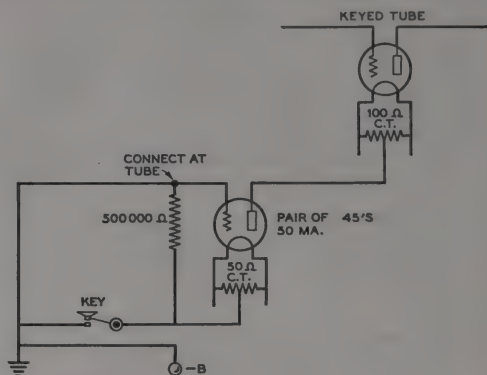 KEYED TUBE
100 Ω
C.T.
CONNECT AT
TUBE
500 000 Ω
PAIR OF 45'S
50 MA.
50 Ω
C.T.
KEY
-B